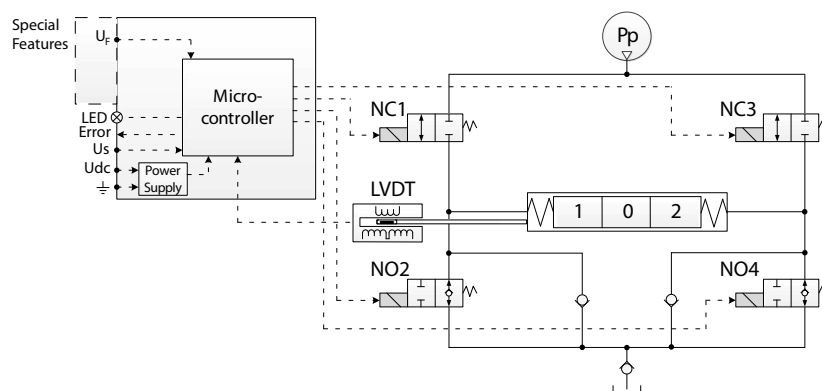 Special
Features
U_F
Micro-
controller
LED
Error
Us
Udc
Power
Supply
Pp
NC1
NC3
LVDT
1 0 2
NO2
NO4